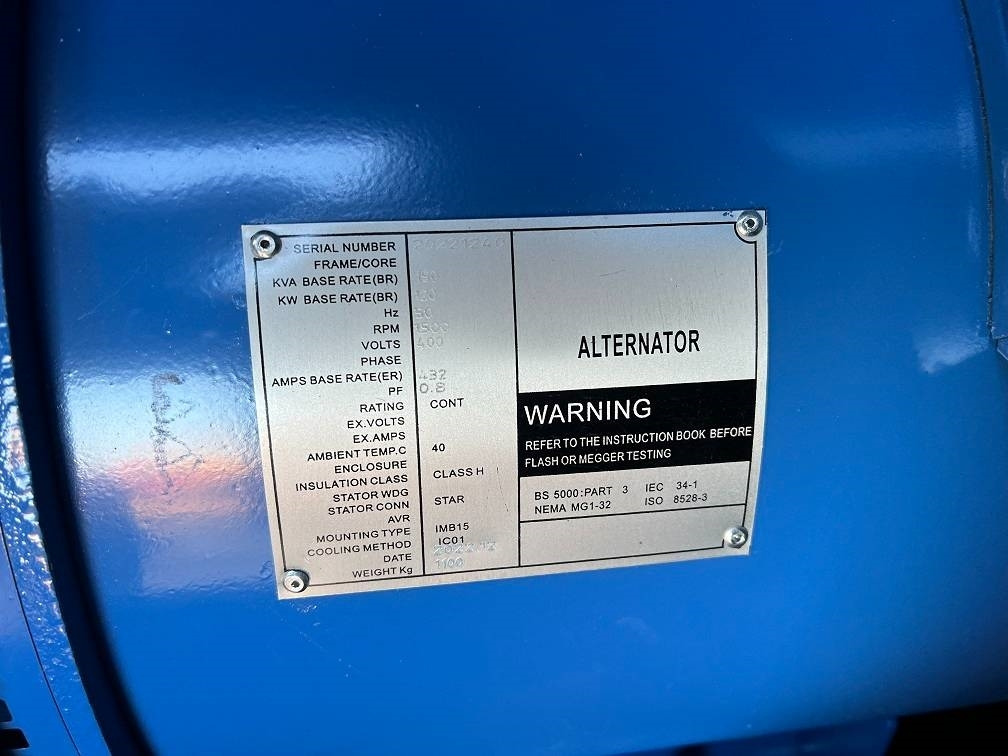 SERIAL NUMBER 20221240
FRAME/CORE
KVA BASE RATE(BR)
KW BASE RATE(BR)
Hz 50
RPM 1500
VOLTS 400
PHASE
AMPS BASE RATE(ER) 432
PF 0.8
RATING CONT
EX.VOLTS
EX.AMPS
AMBIENT TEMP.C 40
ENCLOSURE
INSULATION CLASS CLASS H
STATOR WDG
STATOR CONN STAR
AVR
MOUNTING TYPE IMB15
COOLING METHOD IC01
DATE 2022/12
WEIGHT Kg 1100
ALTERNATOR
WARNING
REFER TO THE INSTRUCTION BOOK BEFORE
FLASH OR MEGGER TESTING
BS 5000:PART 3 IEC 34-1
NEMA MG1-32 ISO 8528-3